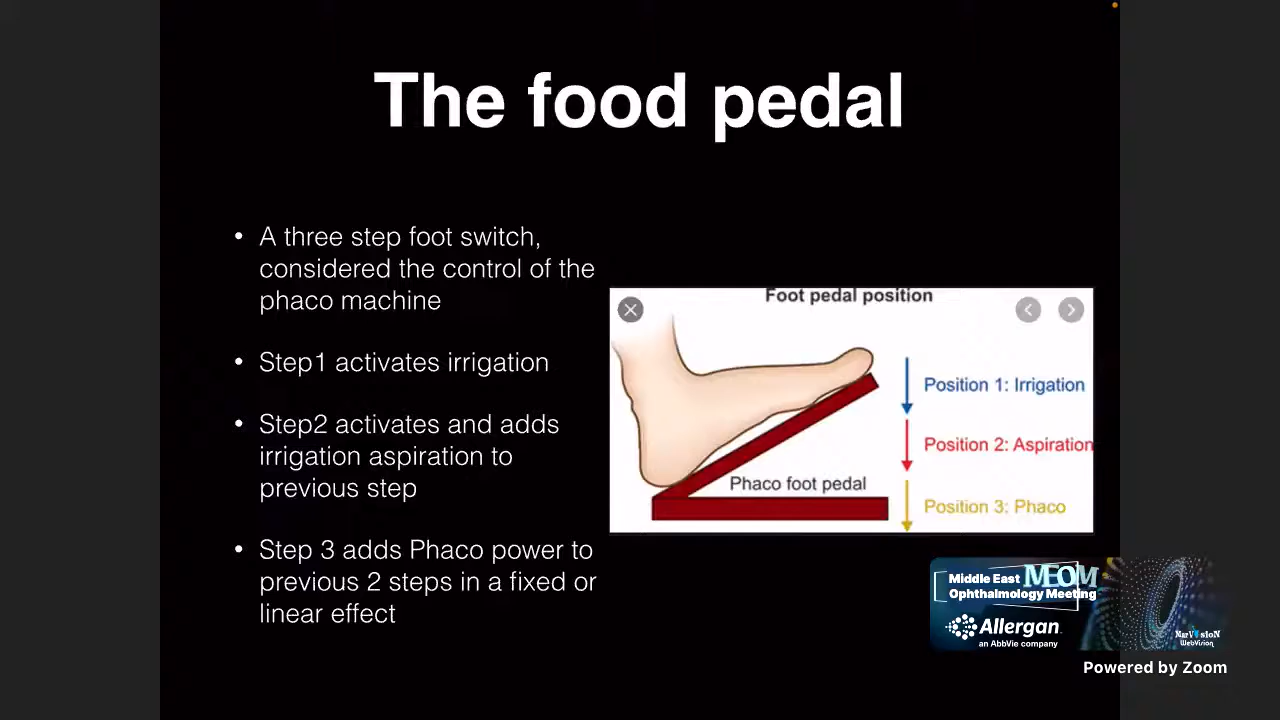 The food pedal
• A three step foot switch,
considered the control of the
phaco machine
• Step1 activates irrigation
• Step2 activates and adds
irrigation aspiration to
previous step
• Step 3 adds Phaco power to
previous 2 steps in a fixed or
linear effect
Foot pedal position
Position 1: Irrigation
Position 2: Aspiration
Phaco foot pedal
Position 3: Phaco
Middle East MEOM
Ophthalmology Meeting
Allergan
an AbbVie company
NarVisioN
WebVision
Powered by Zoom